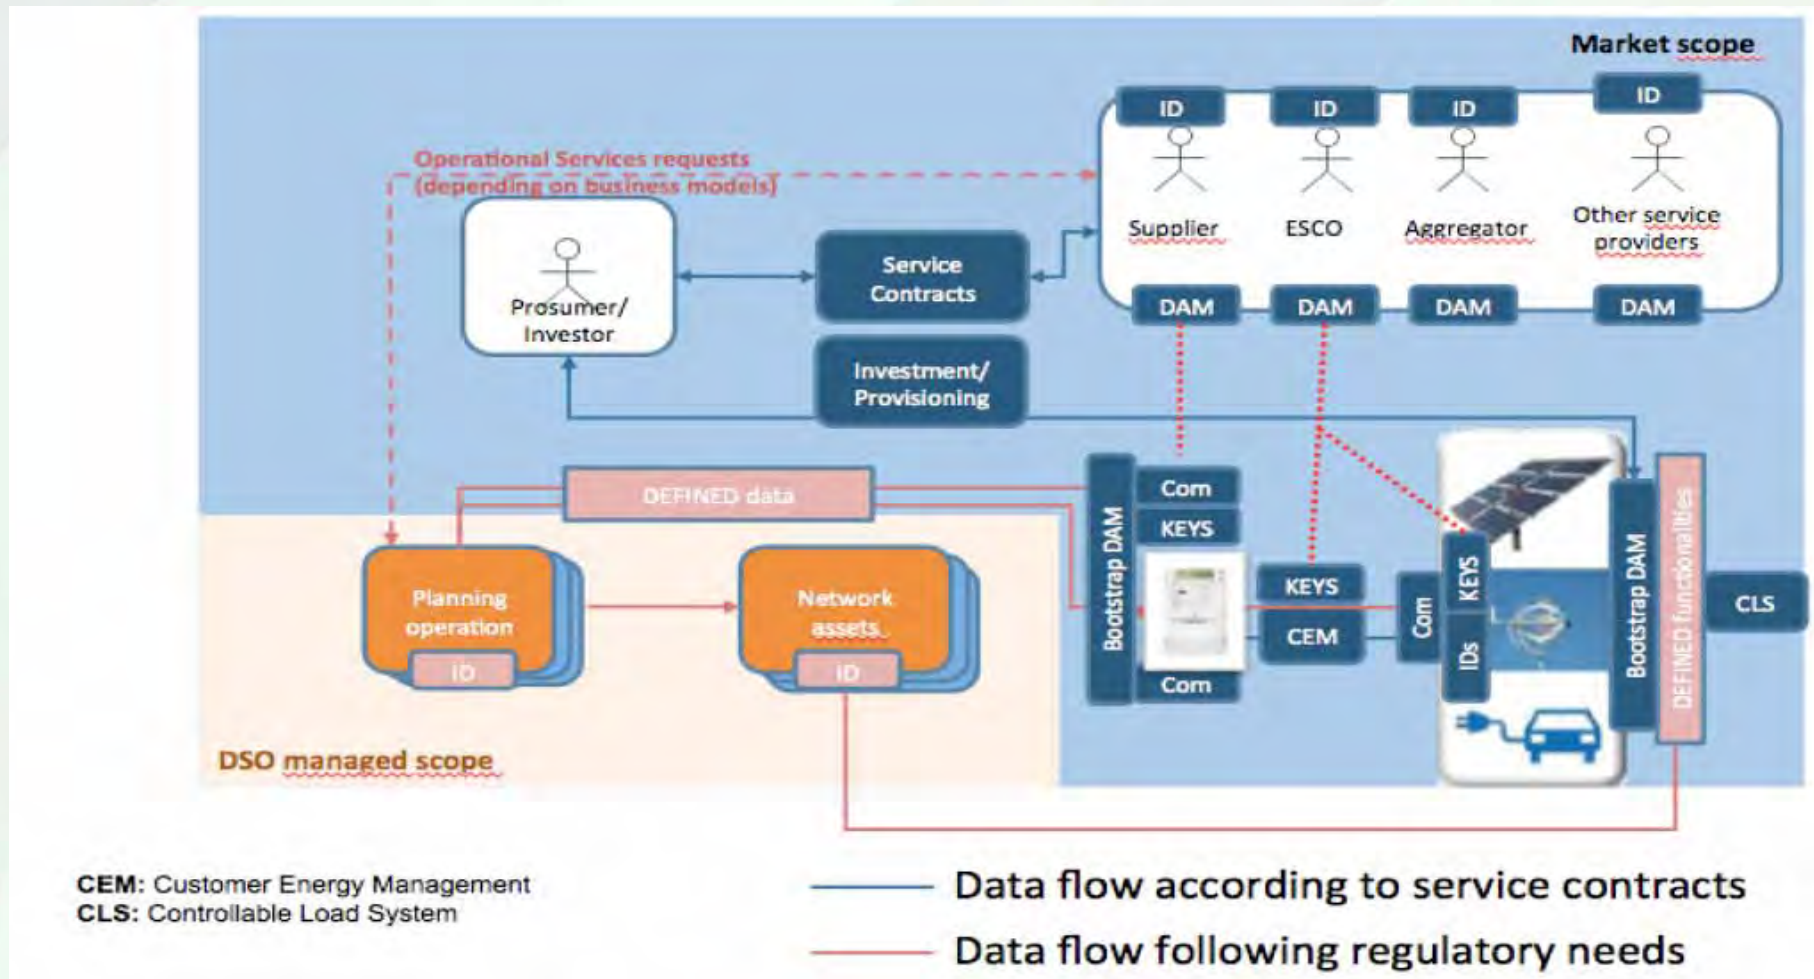 Market scope
ID
ID
ID
ID
Operational Services requests
(depending on business models)
Supplier
ESCO
Aggregator
Other service
providers
Prosumer/
Investor
Service
Contracts
DAM
DAM
DAM
DAM
Investment/
Provisioning
DEFINED data
Bootstrap DAM
Com
KEYS
Com
KEYS
CEM
Com
KEYS
IDs
Bootstrap DAM
DEFINED functionalities
CLS
Planning
operation
ID
Network
assets.
ID
DSO managed scope
CEM: Customer Energy Management
CLS: Controllable Load System
Data flow according to service contracts
Data flow following regulatory needs